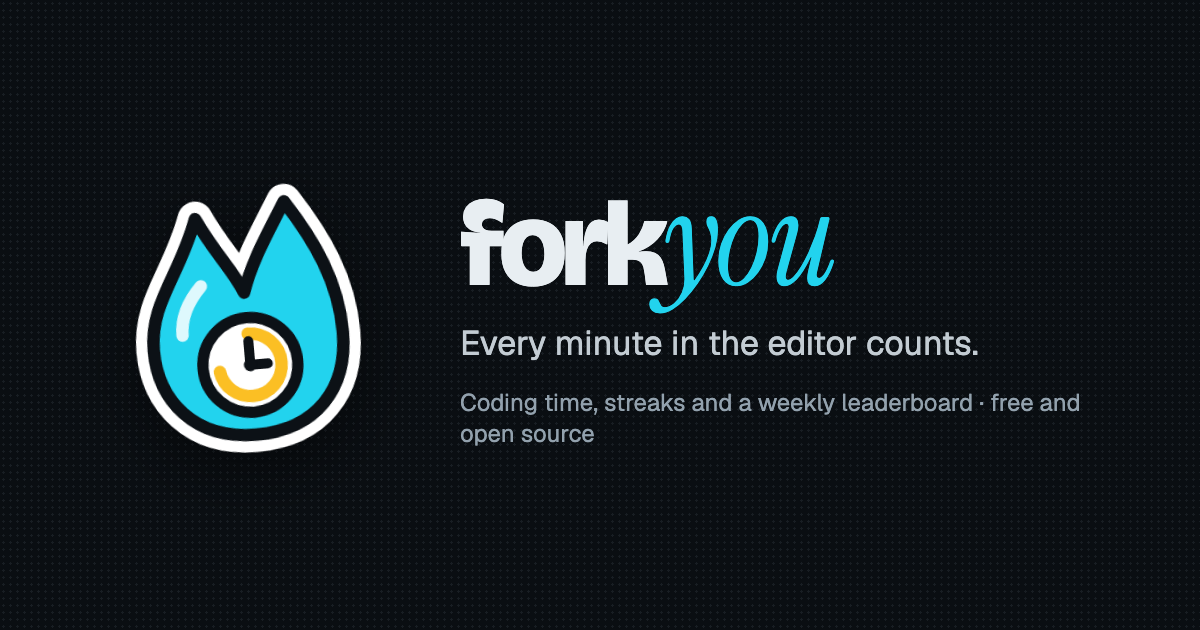 forkyou
Every minute in the editor counts.
Coding time, streaks and a weekly leaderboard · free and
open source